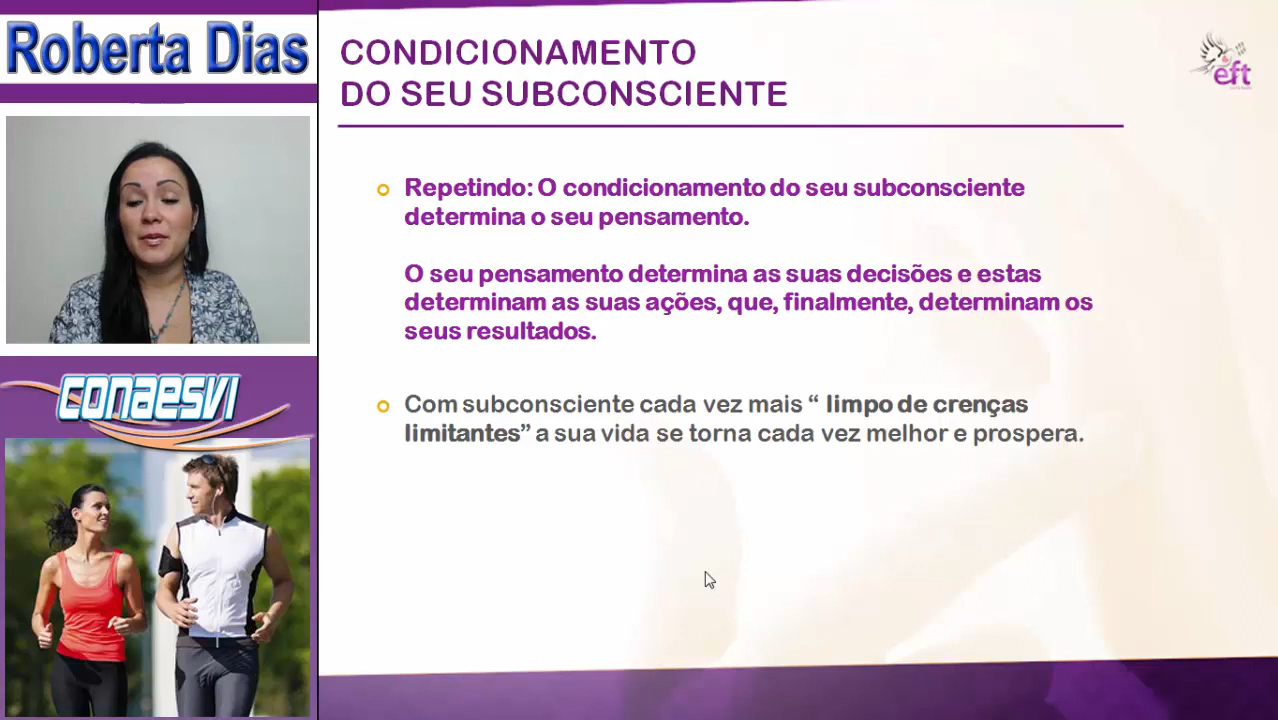 Roberta Dias
CONDICIONAMENTO
DO SEU SUBCONSCIENTE
eft
Repetindo: O condicionamento do seu subconsciente
determina o seu pensamento.
O seu pensamento determina as suas decisões e estas
determinam as suas ações, que, finalmente, determinam os
seus resultados.
Com subconsciente cada vez mais “ limpo de crenças
limitantes” a sua vida se torna cada vez melhor e prospera.
CONAESVI